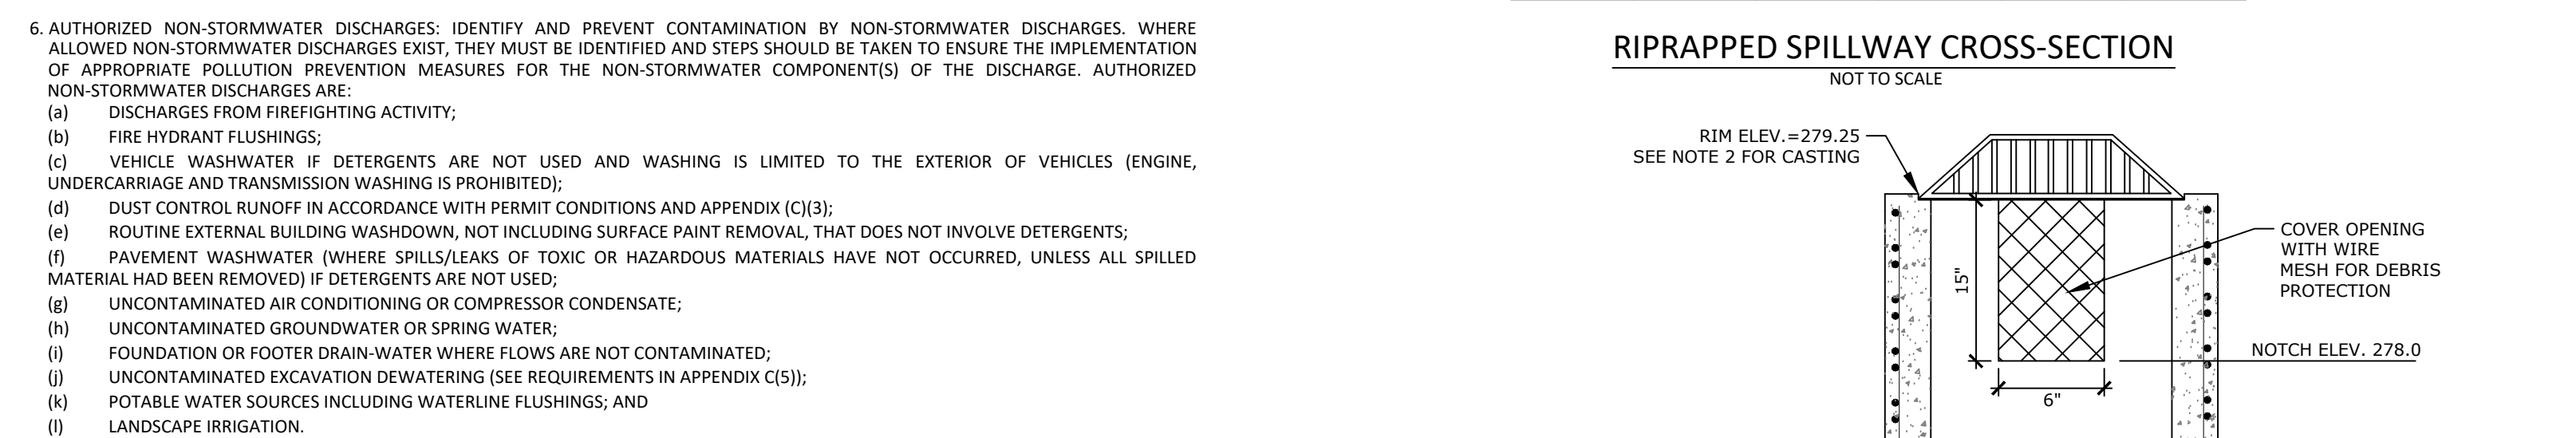 6. AUTHORIZED NON-STORMWATER DISCHARGES: IDENTIFY AND PREVENT CONTAMINATION BY NON-STORMWATER DISCHARGES. WHERE
ALLOWED NON-STORMWATER DISCHARGES EXIST, THEY MUST BE IDENTIFIED AND STEPS SHOULD BE TAKEN TO ENSURE THE IMPLEMENTATION
OF APPROPRIATE POLLUTION PREVENTION MEASURES FOR THE NON-STORMWATER COMPONENT(S) OF THE DISCHARGE. AUTHORIZED
NON-STORMWATER DISCHARGES ARE:
(a) DISCHARGES FROM FIREFIGHTING ACTIVITY;
(b) FIRE HYDRANT FLUSHINGS;
(c) VEHICLE WASHWATER IF DETERGENTS ARE NOT USED AND WASHING IS LIMITED TO THE EXTERIOR OF VEHICLES (ENGINE,
UNDERCARRIAGE AND TRANSMISSION WASHING IS PROHIBITED);
(d) DUST CONTROL RUNOFF IN ACCORDANCE WITH PERMIT CONDITIONS AND APPENDIX (C)(3);
(e) ROUTINE EXTERNAL BUILDING WASHDOWN, NOT INCLUDING SURFACE PAINT REMOVAL, THAT DOES NOT INVOLVE DETERGENTS;
(f) PAVEMENT WASHWATER (WHERE SPILLS/LEAKS OF TOXIC OR HAZARDOUS MATERIALS HAVE NOT OCCURRED, UNLESS ALL SPILLED
MATERIAL HAD BEEN REMOVED) IF DETERGENTS ARE NOT USED;
(g) UNCONTAMINATED AIR CONDITIONING OR COMPRESSOR CONDENSATE;
(h) UNCONTAMINATED GROUNDWATER OR SPRING WATER;
(i) FOUNDATION OR FOOTER DRAIN-WATER WHERE FLOWS ARE NOT CONTAMINATED;
(j) UNCONTAMINATED EXCAVATION DEWATERING (SEE REQUIREMENTS IN APPENDIX C(5));
(k) POTABLE WATER SOURCES INCLUDING WATERLINE FLUSHINGS; AND
(l) LANDSCAPE IRRIGATION.
RIPRAPPED SPILLWAY CROSS-SECTION
NOT TO SCALE
RIM ELEV.=279.25
SEE NOTE 2 FOR CASTING
COVER OPENING
WITH WIRE
MESH FOR DEBRIS
PROTECTION
15"
NOTCH ELEV. 278.0
6"